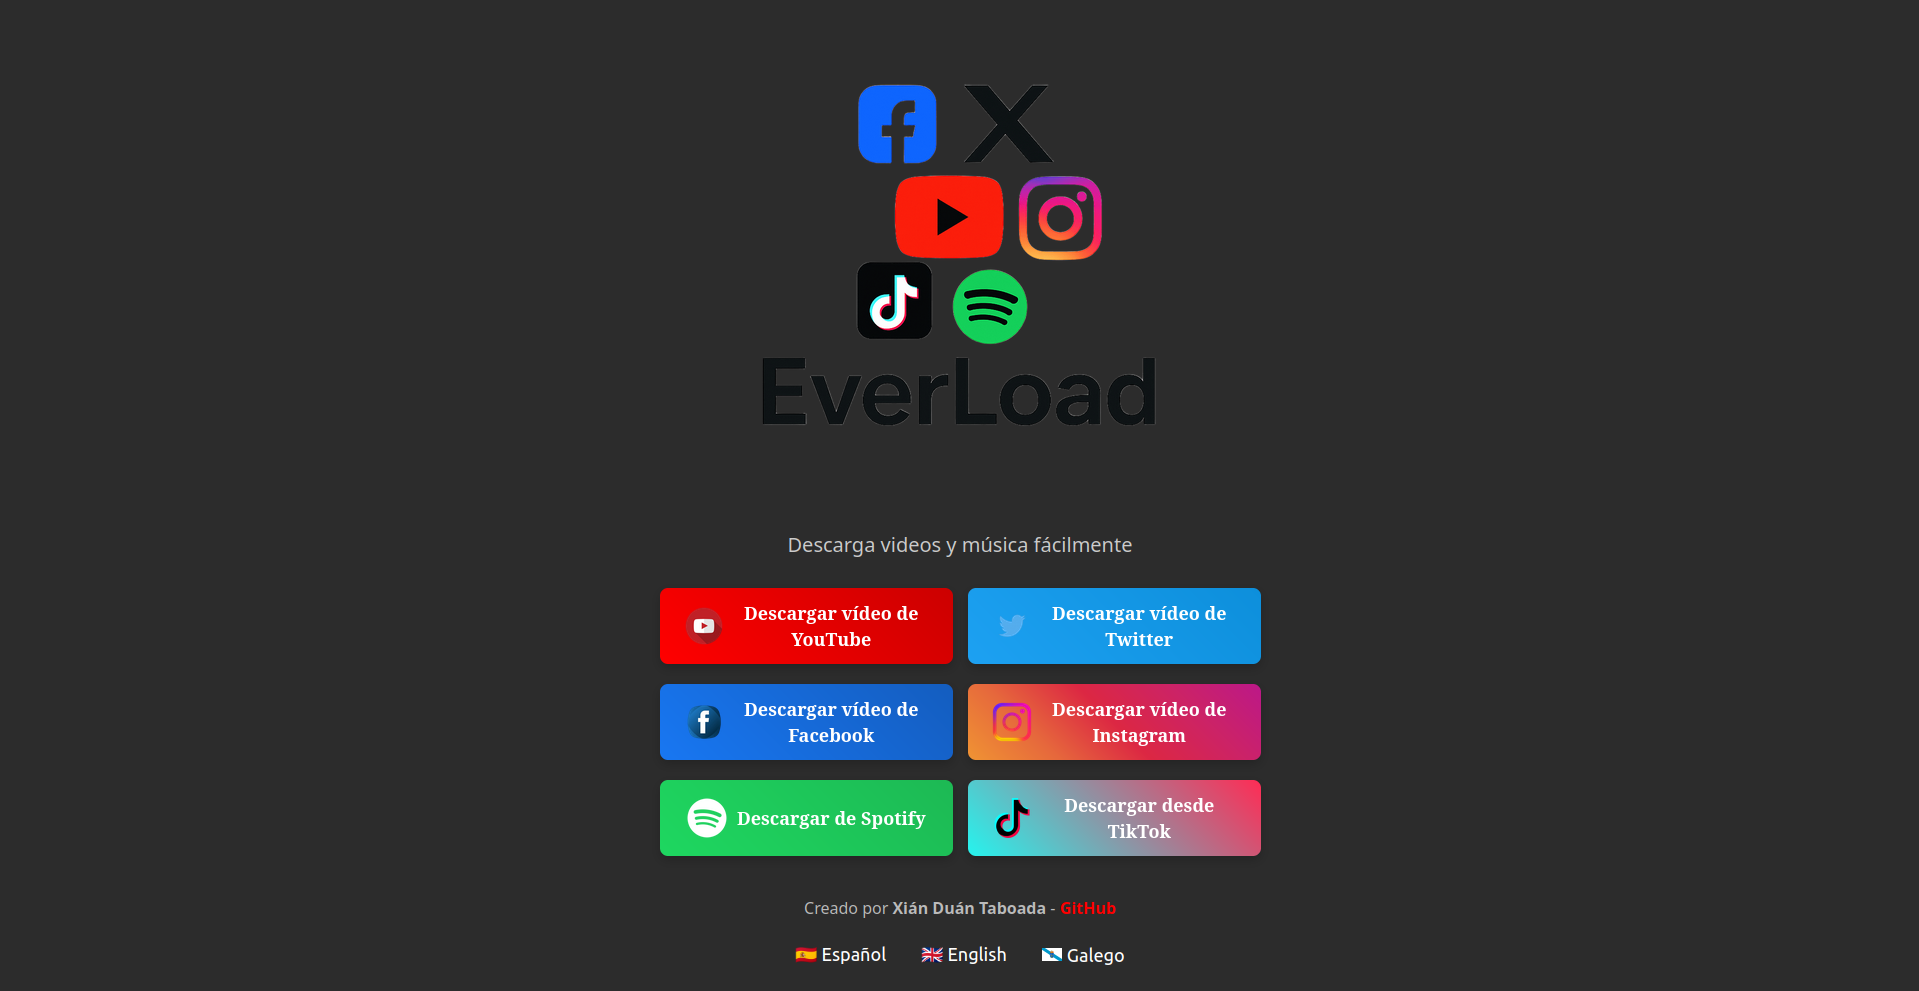 EverLoad
Descarga videos y música fácilmente
Descargar vídeo de
YouTube
Descargar vídeo de
Twitter
Descargar vídeo de
Facebook
Descargar vídeo de
Instagram
Descargar de Spotify
Descargar desde
TikTok
Creado por Xián Duán Taboada - GitHub
Español English Galego